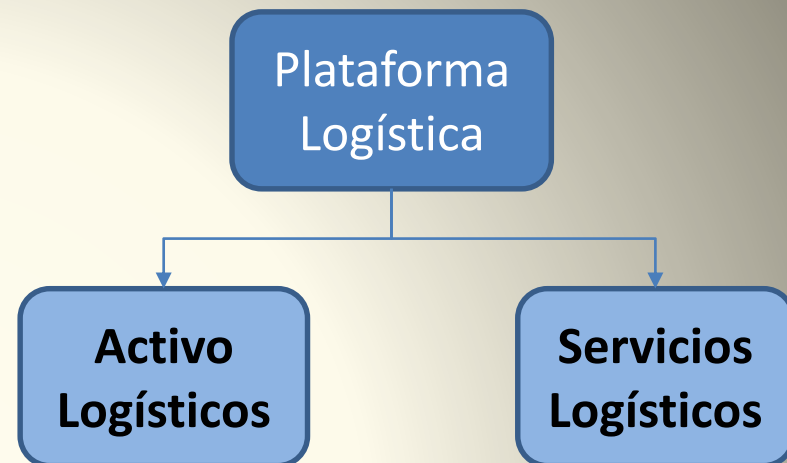 Plataforma
Logística
Activo
Logísticos
Servicios
Logísticos